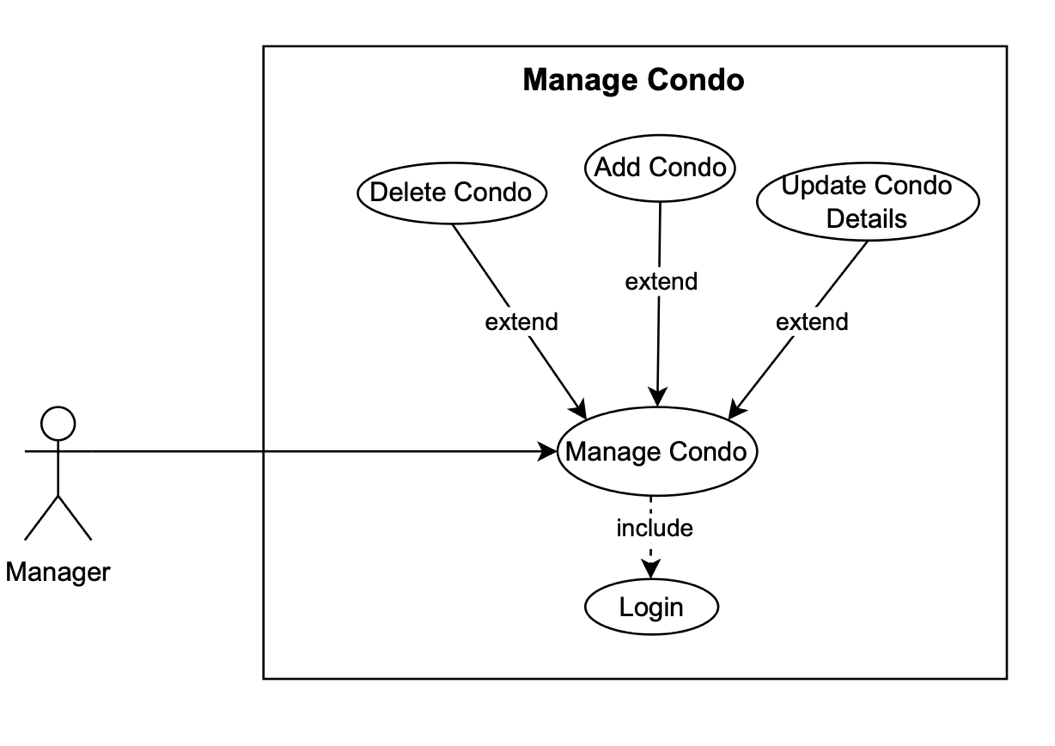 Manage Condo
Delete Condo
Add Condo
Update Condo
Details
extend
extend
extend
Manage Condo
include
Login
Manager